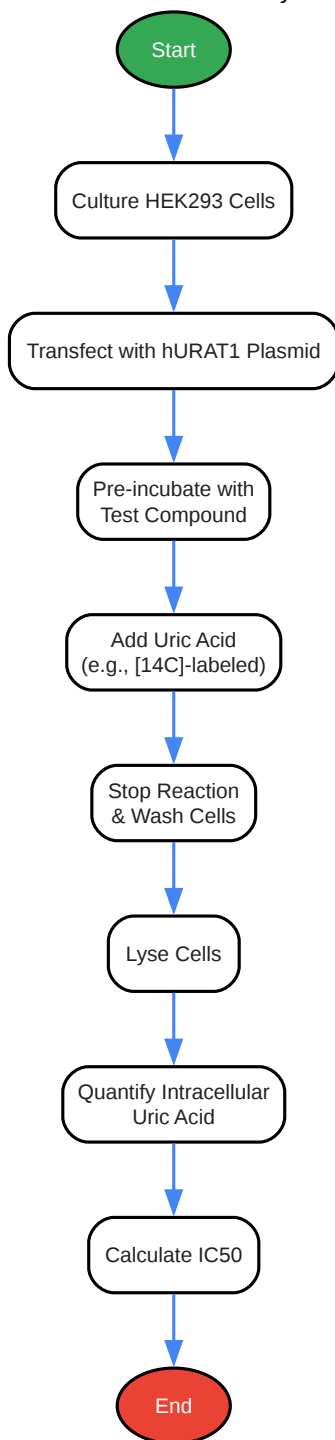 Start
Culture HEK293 Cells
Transfect with hURAT1 Plasmid
Pre-incubate with
Test Compound
Add Uric Acid
(e.g., [14C]-labeled)
Stop Reaction
& Wash Cells
Lyse Cells
Quantify Intracellular
Uric Acid
Calculate IC50
End